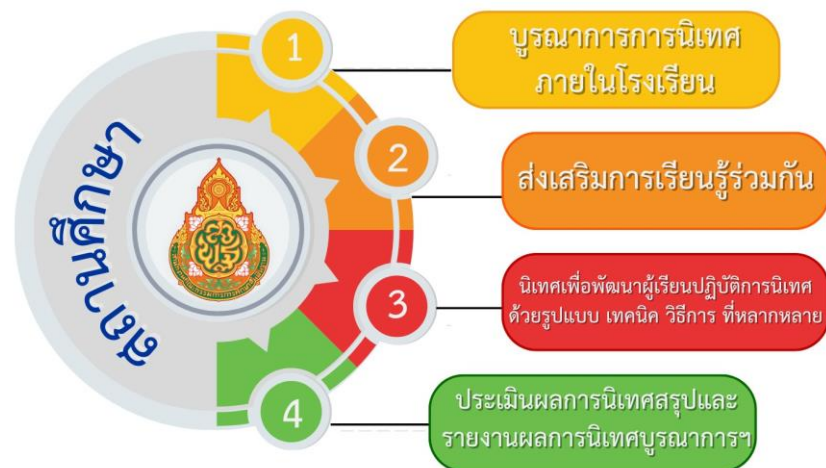 สถานศึกษา
1
บูรณาการการนิเทศ
ภายในโรงเรียน
2
ส่งเสริมการเรียนรู้ร่วมกัน
3
นิเทศเพื่อพัฒนาผู้เรียนปฏิบัติการนิเทศ
ด้วยรูปแบบ เทคนิค วิธีการ ที่หลากหลาย
4
ประเมินผลการนิเทศสรุปและ
รายงานผลการนิเทศบูรณาการฯ